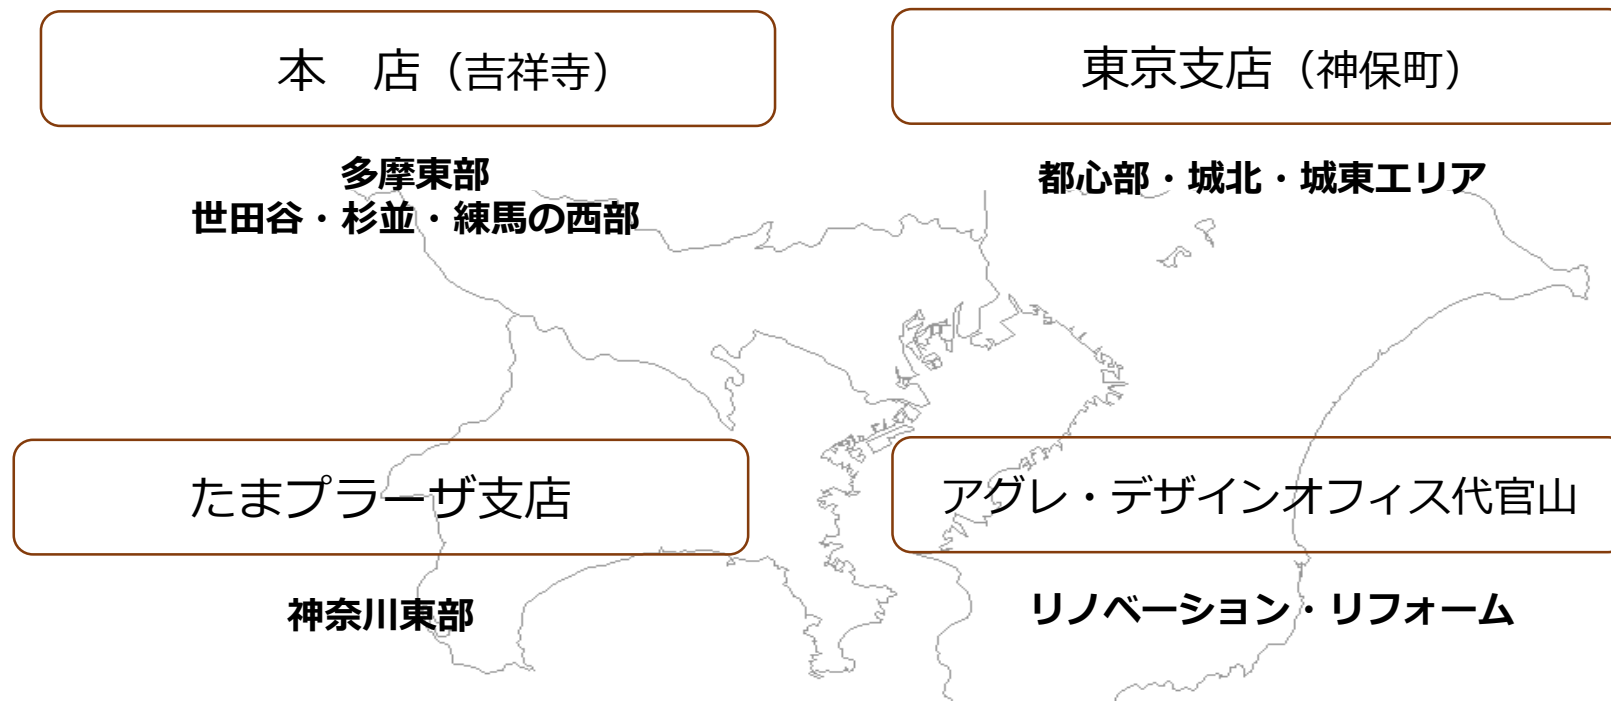 本　店（吉祥寺）
多摩東部
世田谷・杉並・練馬の西部
東京支店（神保町）
都心部・城北・城東エリア
たまプラーザ支店
神奈川東部
アグレ・デザインオフィス代官山
リノベーション・リフォーム